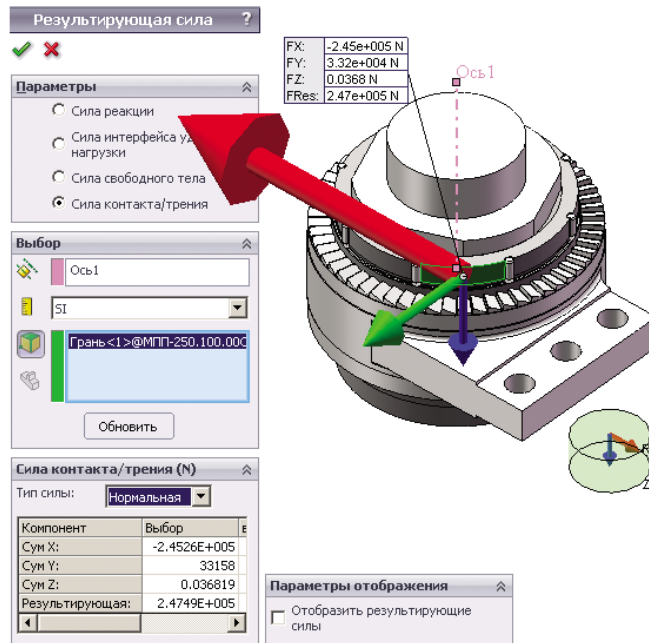 Результирующая сила ?
Параметры
Сила реакции
Сила интерфейса
нагрузки
Сила свободного тела
Сила контакта/трения
Выбор
Ось1
SI
Грань<1>@МПП-250.100.00
Обновить
Сила контакта/трения (N)
Тип силы: Нормальная
Компонент Выбор
Сум X: -2.4526E+005
Сум Y: 33158
Сум Z: 0.036819
Результирующая: 2.4749E+005
FX: -2.45e+005 N
FY: 3.32e+004 N
FZ: 0.0368 N
FRes: 2.47e+005 N
Ось1
Параметры отображения
Отобразить результирующие
силы